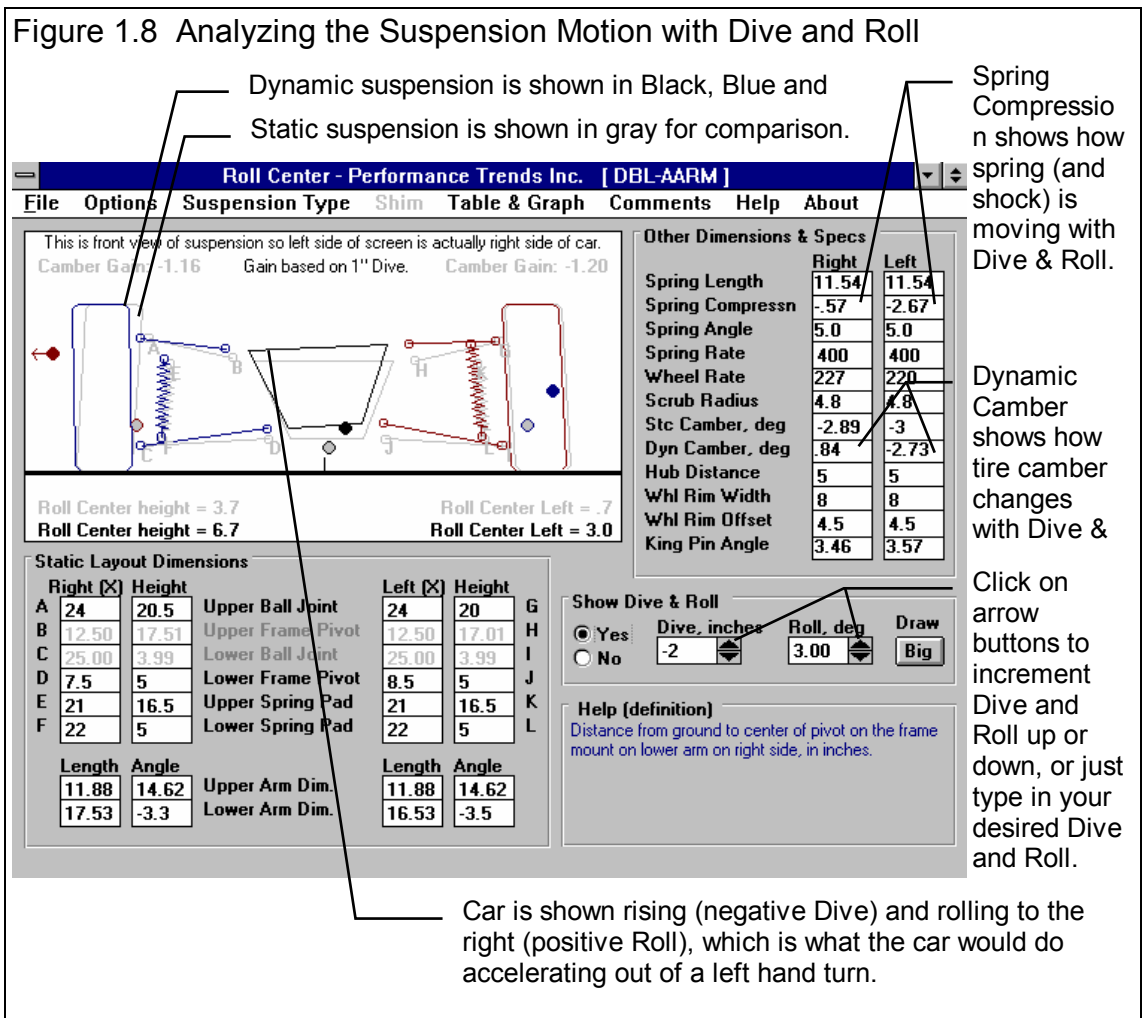 Figure 1.8 Analyzing the Suspension Motion with Dive and Roll
Dynamic suspension is shown in Black, Blue and
Static suspension is shown in gray for comparison.
Spring
Compressio
n shows how
spring (and
shock) is
moving with
Dive & Roll.
Roll Center - Performance Trends Inc. [ DBL-AARM ]
File Options Suspension Type Shim Table & Graph Comments Help About
This is front view of suspension so left side of screen is actually right side of car.
Camber Gain: -1.16 Gain based on 1'' Dive. Camber Gain: -1.20
A
B
C
D
E
F
G
H
J
K
L
Roll Center height = 3.7 Roll Center Left = .7
Roll Center height = 6.7 Roll Center Left = 3.0
Other Dimensions & Specs
Right Left
Spring Length 11.54 11.54
Spring Compressn -.57 -2.67
Spring Angle 5.0 5.0
Spring Rate 400 400
Wheel Rate 227 220
Scrub Radius 4.8 4.8
Stc Camber, deg -2.89 -3
Dyn Camber, deg .84 -2.73
Hub Distance 5 5
Whl Rim Width 8 8
Whl Rim Offset 4.5 4.5
King Pin Angle 3.46 3.57
Dynamic
Camber
shows how
tire camber
changes
with Dive &
Static Layout Dimensions
Right (X) Height Left (X) Height
A 24 20.5 Upper Ball Joint 24 20 G
B 12.50 17.51 Upper Frame Pivot 12.50 17.01 H
C 25.00 3.99 Lower Ball Joint 25.00 3.99 I
D 7.5 5 Lower Frame Pivot 8.5 5 J
E 21 16.5 Upper Spring Pad 21 16.5 K
F 22 5 Lower Spring Pad 22 5 L
Length Angle Length Angle
11.88 14.62 Upper Arm Dim. 11.88 14.62
17.53 -3.3 Lower Arm Dim. 16.53 -3.5
Show Dive & Roll
Yes Dive, inches Roll, deg Draw
No -2 3.00 Big
Help (definition)
Distance from ground to center of pivot on the frame
mount on lower arm on right side, in inches.
Click on
arrow
buttons to
increment
Dive and
Roll up or
down, or just
type in your
desired Dive
and Roll.
Car is shown rising (negative Dive) and rolling to the
right (positive Roll), which is what the car would do
accelerating out of a left hand turn.